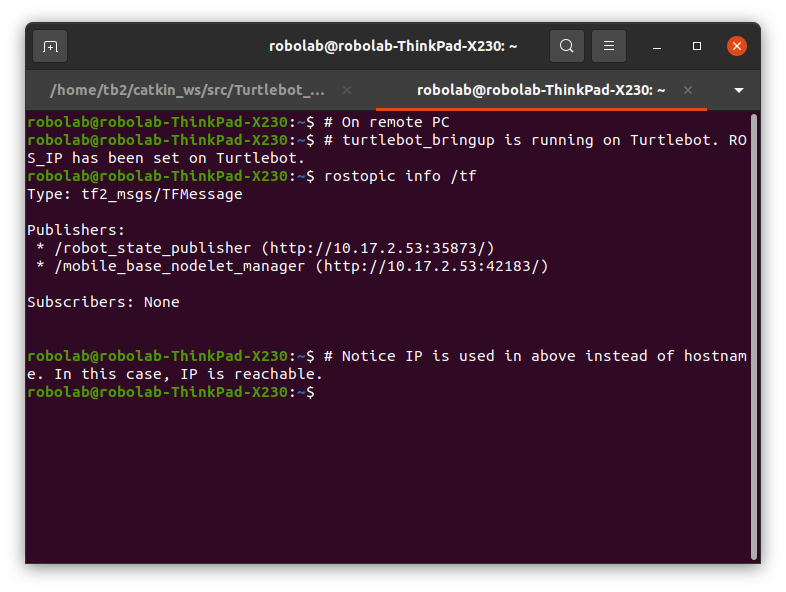 robolab@robolab-ThinkPad-X230: ~
/home/tb2/catkin_ws/src/Turtlebot_...
robolab@robolab-ThinkPad-X230: ~
robolab@robolab-ThinkPad-X230:~$ # On remote PC
robolab@robolab-ThinkPad-X230:~$ # turtlebot_bringup is running on Turtlebot. RO
S_IP has been set on Turtlebot.
robolab@robolab-ThinkPad-X230:~$ rostopic info /tf
Type: tf2_msgs/TFMessage
Publishers:
* /robot_state_publisher (http://10.17.2.53:35873/)
* /mobile_base_nodelet_manager (http://10.17.2.53:42183/)
Subscribers: None
robolab@robolab-ThinkPad-X230:~$ # Notice IP is used in above instead of hostnam
e. In this case, IP is reachable.
robolab@robolab-ThinkPad-X230:~$